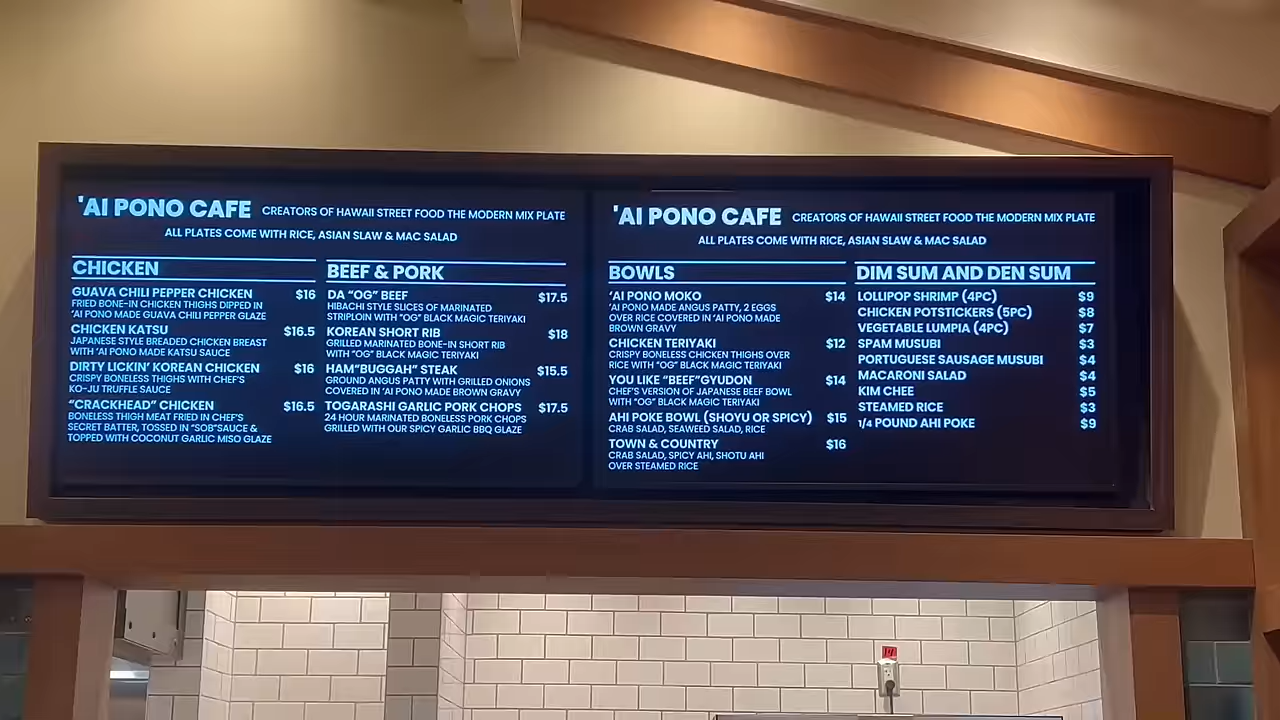 'AI PONO CAFE CREATORS OF HAWAII STREET FOOD THE MODERN MIX PLATE
ALL PLATES COME WITH RICE, ASIAN SLAW & MAC SALAD
CHICKEN
GUAVA CHILI PEPPER CHICKEN $16
FRIED BONE-IN CHICKEN THIGHS DIPPED IN
'AI PONO MADE GUAVA CHILI PEPPER GLAZE
CHICKEN KATSU $16.5
JAPANESE STYLE BREADED CHICKEN BREAST
WITH 'AI PONO MADE KATSU SAUCE
DIRTY LICKIN' KOREAN CHICKEN $16
CRISPY BONELESS THIGHS WITH CHEF'S
KO-JU TRUFFLE SAUCE
"CRACKHEAD" CHICKEN $16.5
BONELESS THIGH MEAT FRIED IN CHEF'S
SECRET BATTER, TOSSED IN "SOB"SAUCE &
TOPPED WITH COCONUT GARLIC MISO GLAZE
BEEF & PORK
DA "OG" BEEF $17.5
HIBACHI STYLE SLICES OF MARINATED
STRIPLOIN WITH "OG" BLACK MAGIC TERIYAKI
KOREAN SHORT RIB $18
GRILLED MARINATED BONE-IN SHORT RIB
WITH "OG" BLACK MAGIC TERIYAKI
HAM"BUGGAH" STEAK $15.5
GROUND ANGUS PATTY WITH GRILLED ONIONS
COVERED IN 'AI PONO MADE BROWN GRAVY
TOGARASHI GARLIC PORK CHOPS $17.5
24 HOUR MARINATED BONELESS PORK CHOPS
GRILLED WITH OUR SPICY GARLIC BBQ GLAZE
'AI PONO CAFE CREATORS OF HAWAII STREET FOOD THE MODERN MIX PLATE
ALL PLATES COME WITH RICE, ASIAN SLAW & MAC SALAD
BOWLS
'AI PONO MOKO $14
'AI PONO MADE ANGUS PATTY, 2 EGGS
OVER RICE COVERED IN 'AI PONO MADE
BROWN GRAVY
CHICKEN TERIYAKI $12
CRISPY BONELESS CHICKEN THIGHS OVER
RICE WITH "OG" BLACK MAGIC TERIYAKI
YOU LIKE "BEEF"GYUDON $14
CHEF'S VERSION OF JAPANESE BEEF BOWL
WITH "OG" BLACK MAGIC TERIYAKI
AHI POKE BOWL (SHOYU OR SPICY) $15
CRAB SALAD, SEAWEED SALAD, RICE
TOWN & COUNTRY $16
CRAB SALAD, SPICY AHI, SHOTU AHI
OVER STEAMED RICE
DIM SUM AND DEN SUM
LOLLIPOP SHRIMP (4PC) $9
CHICKEN POTSTICKERS (5PC) $8
VEGETABLE LUMPIA (4PC) $7
SPAM MUSUBI $3
PORTUGUESE SAUSAGE MUSUBI $4
MACARONI SALAD $4
KIM CHEE $5
STEAMED RICE $3
1/4 POUND AHI POKE $9